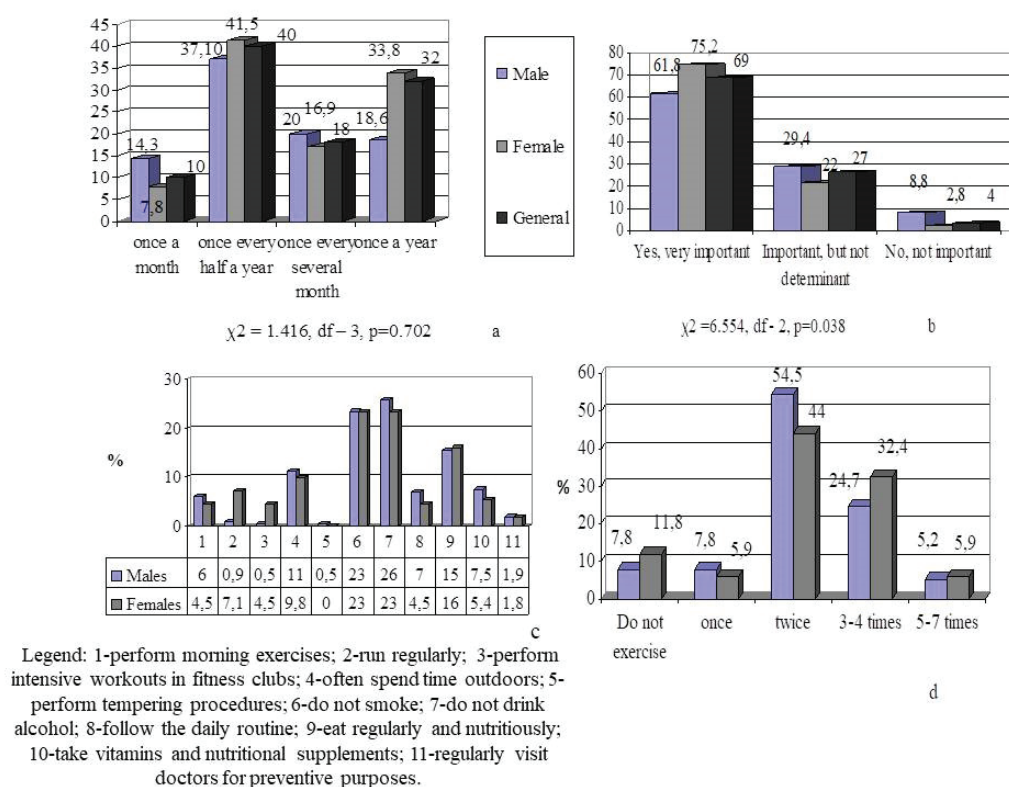 45
40
35
30
25
20
15
10
5
0
14,3
7,8
10
37,10
41,5
40
20
16,9
18
18,6
33,8
32
once a month
once every half a year
once every several month
once a year
χ2 = 1.416, df – 3, p=0.702
a
Male
Female
General
80
70
60
50
40
30
20
10
0
61,8
75,2
69
29,4
22
27
8,8
2,8
4
Yes, very important
Important, but not determinant
No, not important
χ2 =6.554, df - 2, p=0.038
b
%
30
20
10
0
1 2 3 4 5 6 7 8 9 10 11
Males 6 0,9 0,5 11 0,5 23 26 7 15 7,5 1,9
Females 4,5 7,1 4,5 9,8 0 23 23 4,5 16 5,4 1,8
c
Legend: 1-perform morning exercises; 2-run regularly; 3-perform
intensive workouts in fitness clubs; 4-often spend time outdoors; 5-
perform tempering procedures; 6-do not smoke; 7-do not drink
alcohol; 8-follow the daily routine; 9-eat regularly and nutritiously;
10-take vitamins and nutritional supplements; 11-regularly visit
doctors for preventive purposes.
%
60
50
40
30
20
10
0
7,8
11,8
7,8
5,9
54,5
44
24,7
32,4
5,2
5,9
Do not exercise
once
twice
3-4 times
5-7 times
d